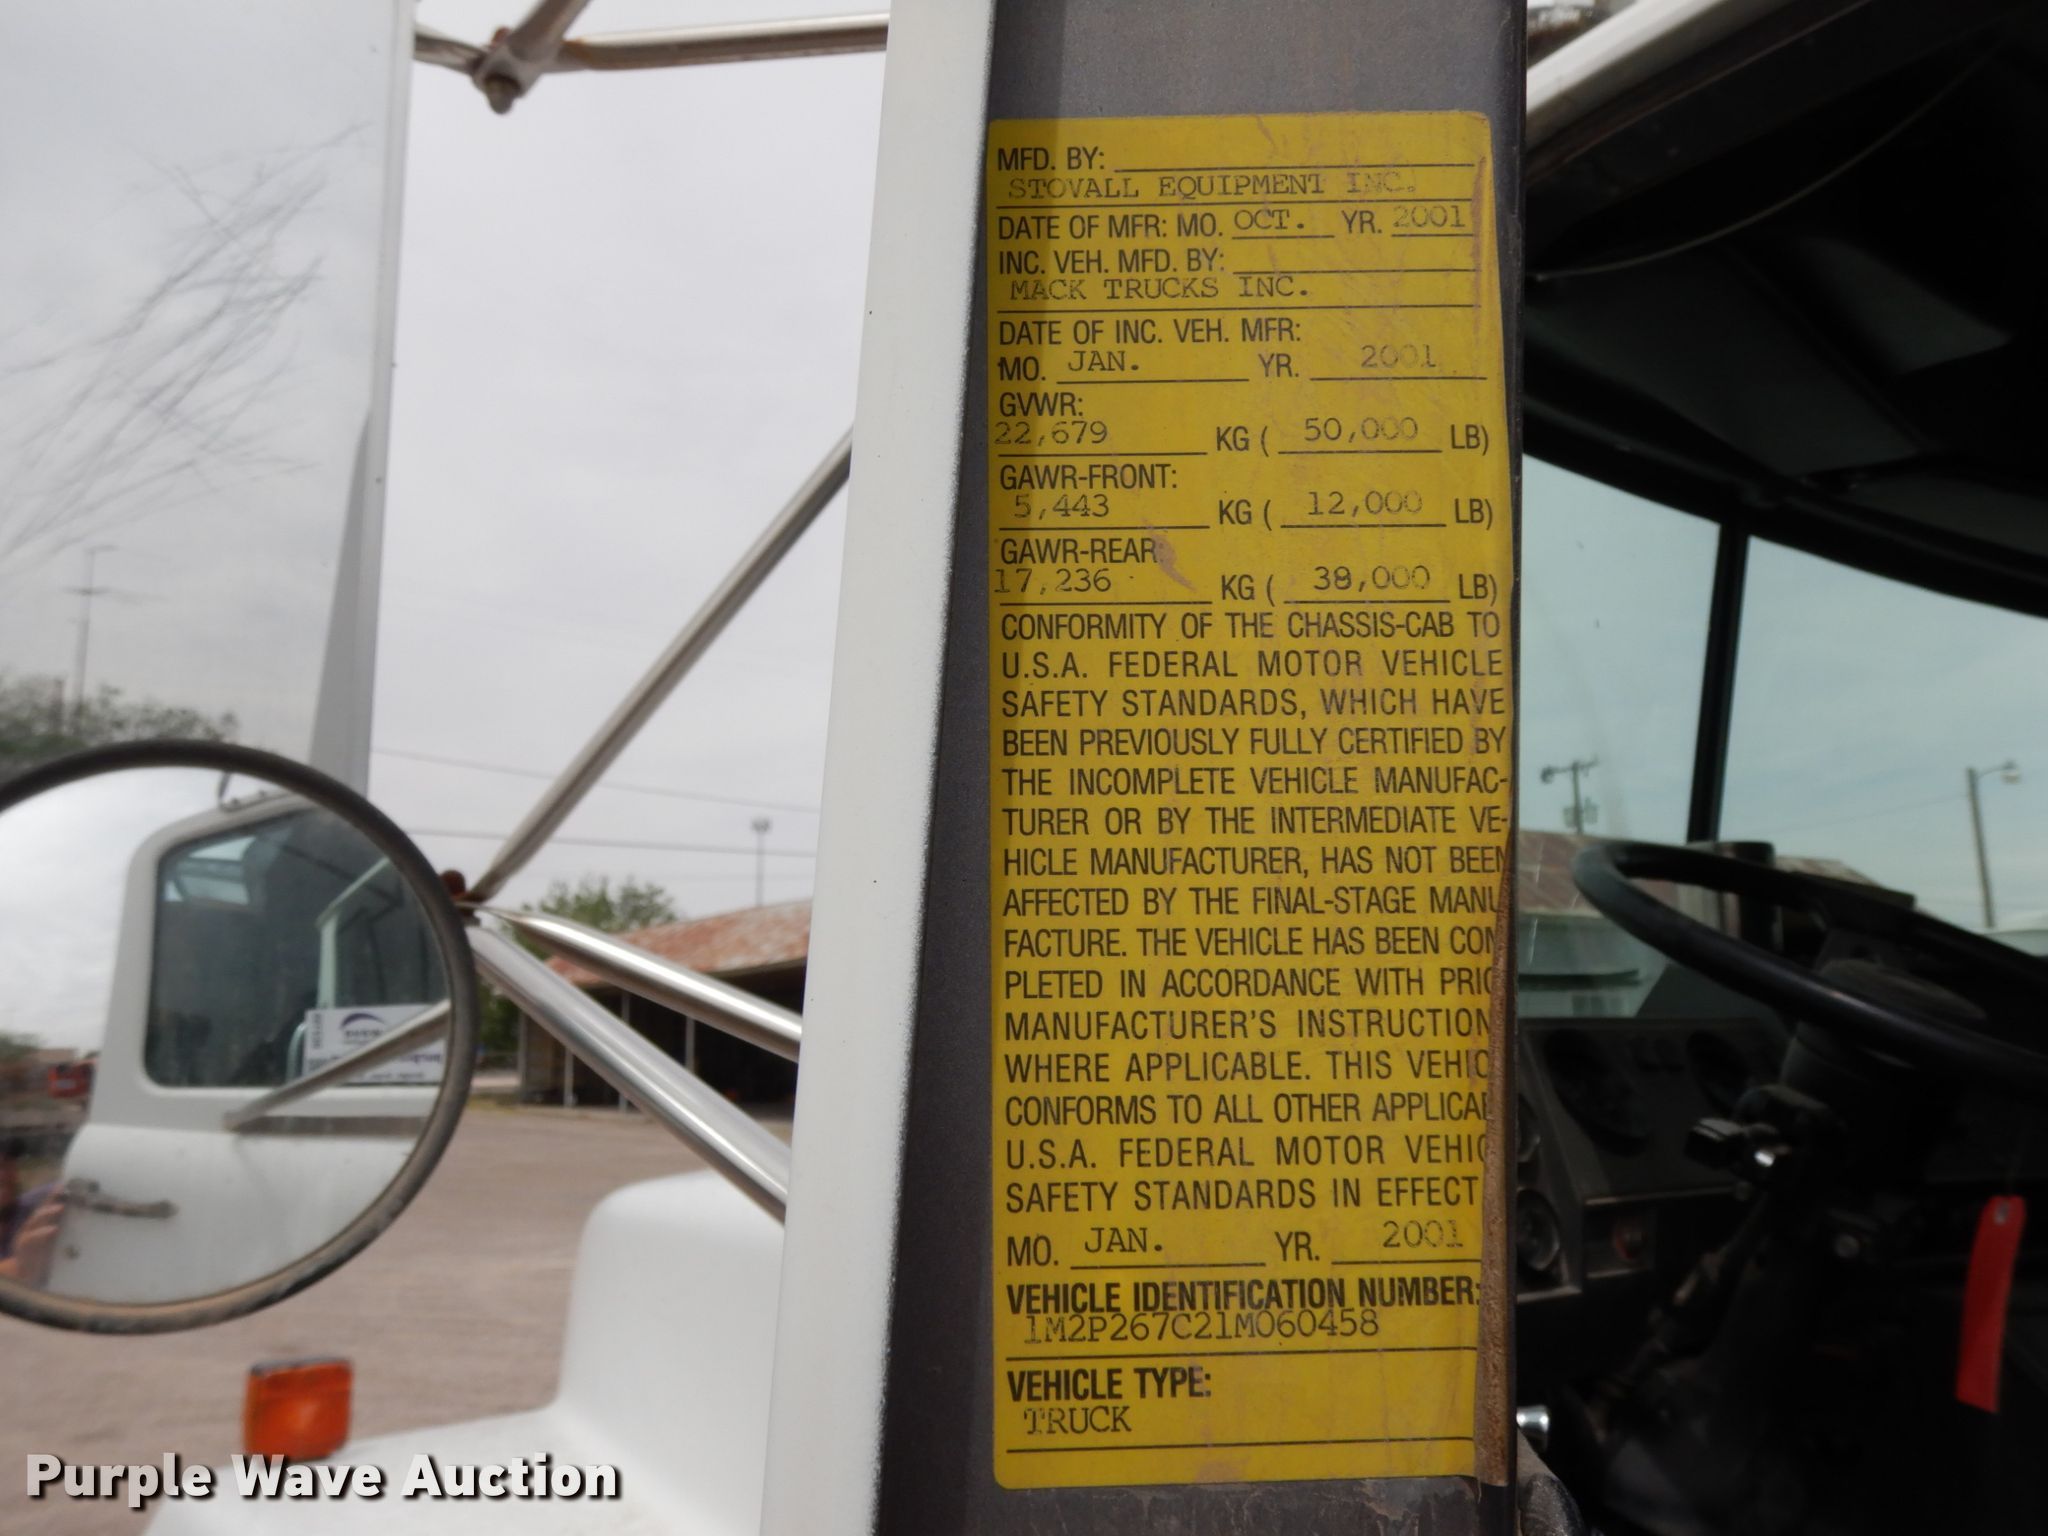 MFD. BY:
STOVALL EQUIPMENT INC.
DATE OF MFR: MO. OCT. YR. 2001
INC. VEH. MFD. BY:
MACK TRUCKS INC.
DATE OF INC. VEH. MFR:
MO. JAN. YR. 2001
GVWR:
22,679 KG ( 50,000 LB)
GAWR-FRONT:
5,443 KG ( 12,000 LB)
GAWR-REAR:
17,236 KG ( 38,000 LB)
CONFORMITY OF THE CHASSIS-CAB TO
U.S.A. FEDERAL MOTOR VEHICLE
SAFETY STANDARDS, WHICH HAVE
BEEN PREVIOUSLY FULLY CERTIFIED BY
THE INCOMPLETE VEHICLE MANUFAC-
TURER OR BY THE INTERMEDIATE VE-
HICLE MANUFACTURER, HAS NOT BEEN
AFFECTED BY THE FINAL-STAGE MANU
FACTURE. THE VEHICLE HAS BEEN CON
PLETED IN ACCORDANCE WITH PRIO
MANUFACTURER'S INSTRUCTION
WHERE APPLICABLE. THIS VEHIC
CONFORMS TO ALL OTHER APPLICAB
U.S.A. FEDERAL MOTOR VEHIC
SAFETY STANDARDS IN EFFECT
MO. JAN. YR. 2001
VEHICLE IDENTIFICATION NUMBER:
1M2P267C21M060458
VEHICLE TYPE:
TRUCK
Purple Wave Auction